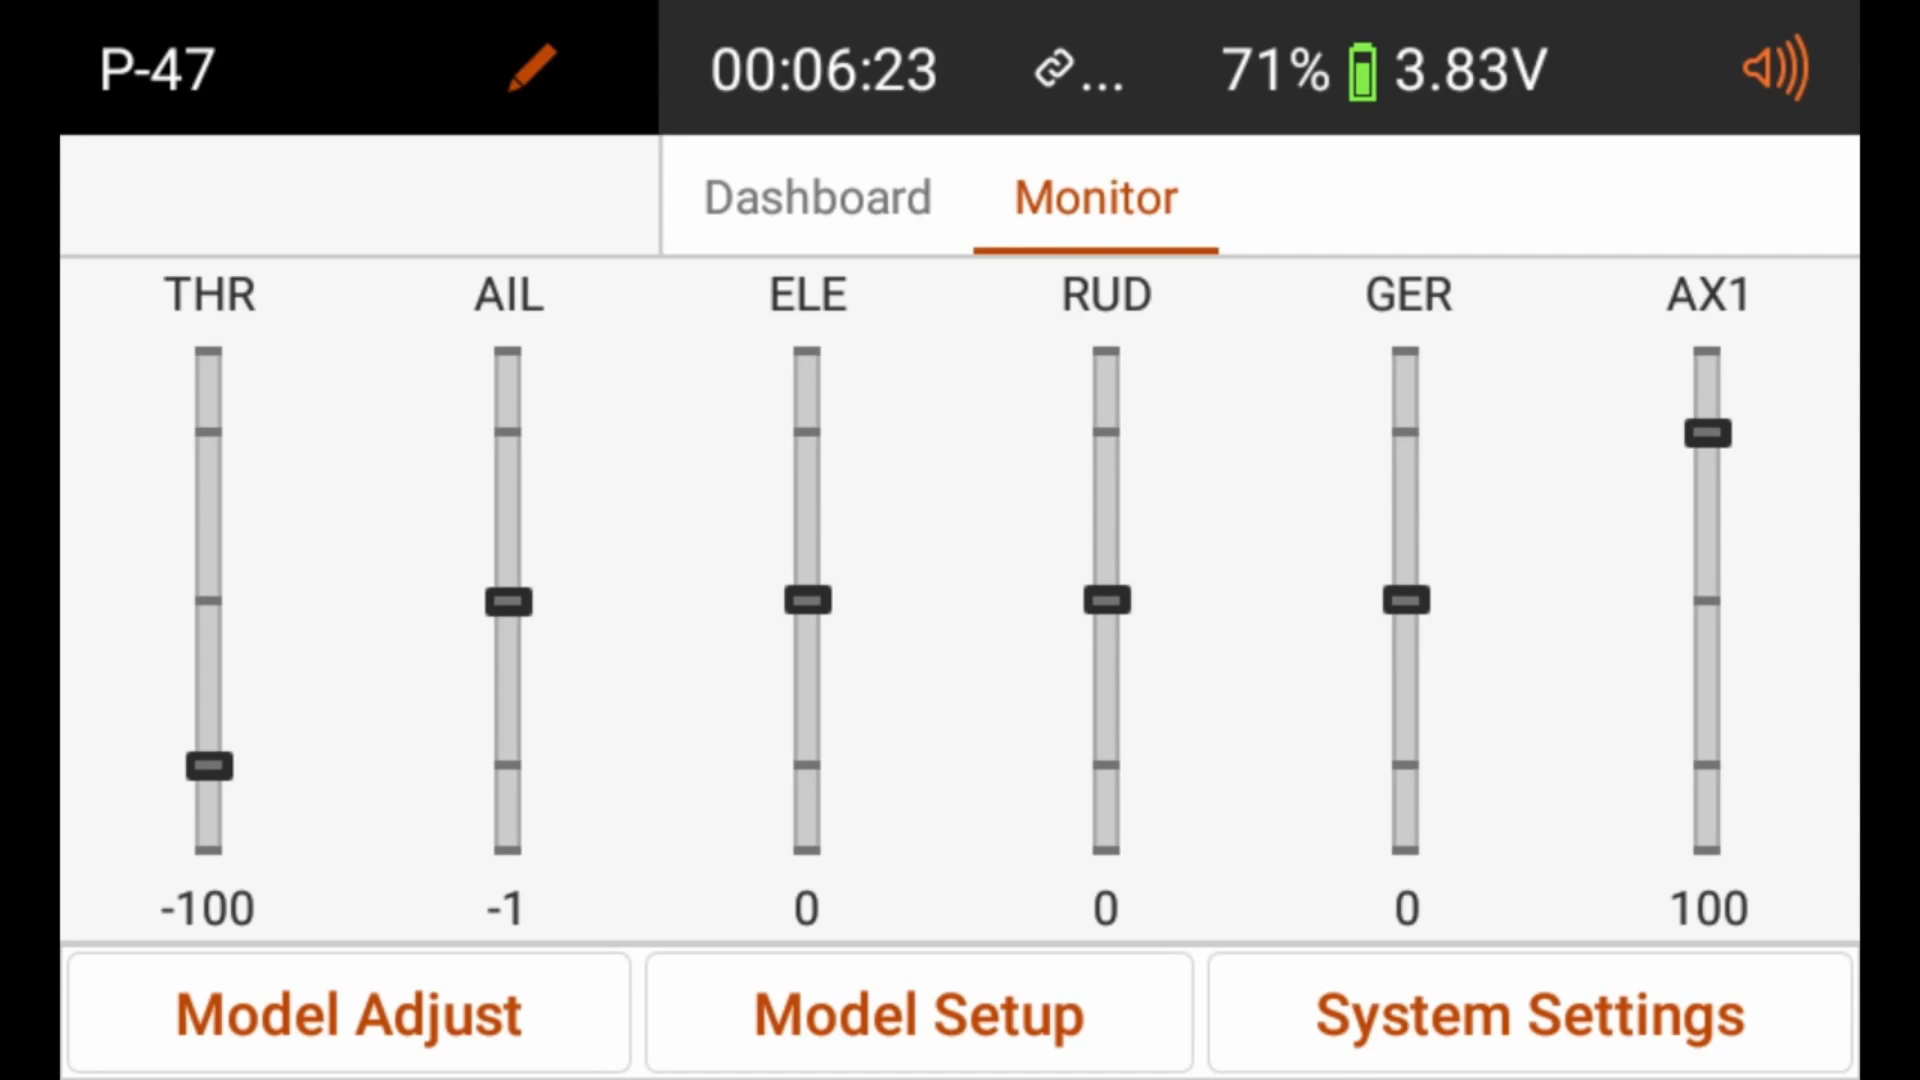 P-47
00:06:23 ... 71% 3.83V
Dashboard Monitor
THR AIL ELE RUD GER AX1
-100 -1 0 0 0 100
Model Adjust Model Setup System Settings